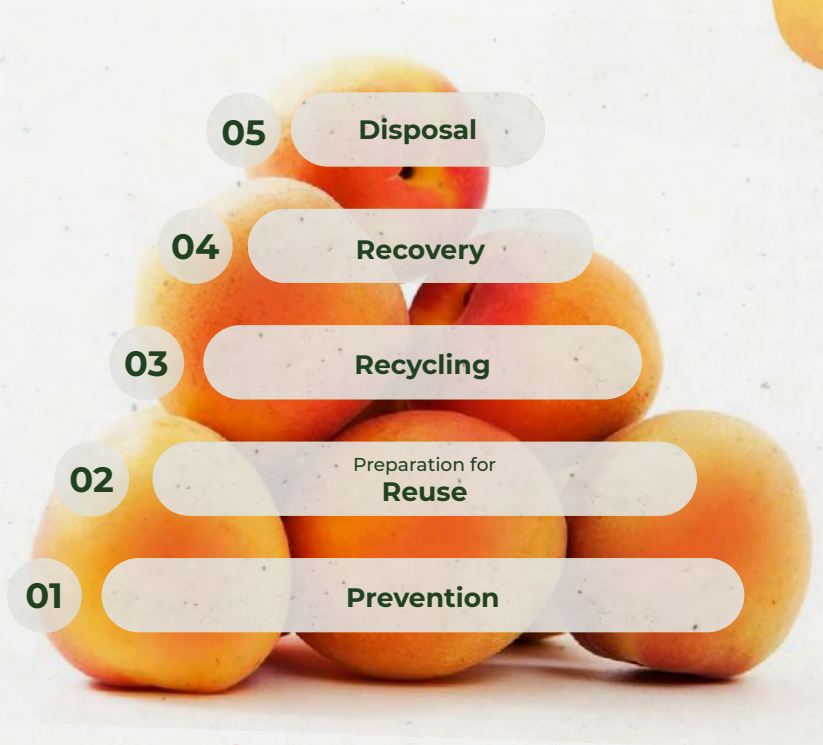 05 Disposal
04 Recovery
03 Recycling
02 Preparation for
Reuse
01 Prevention